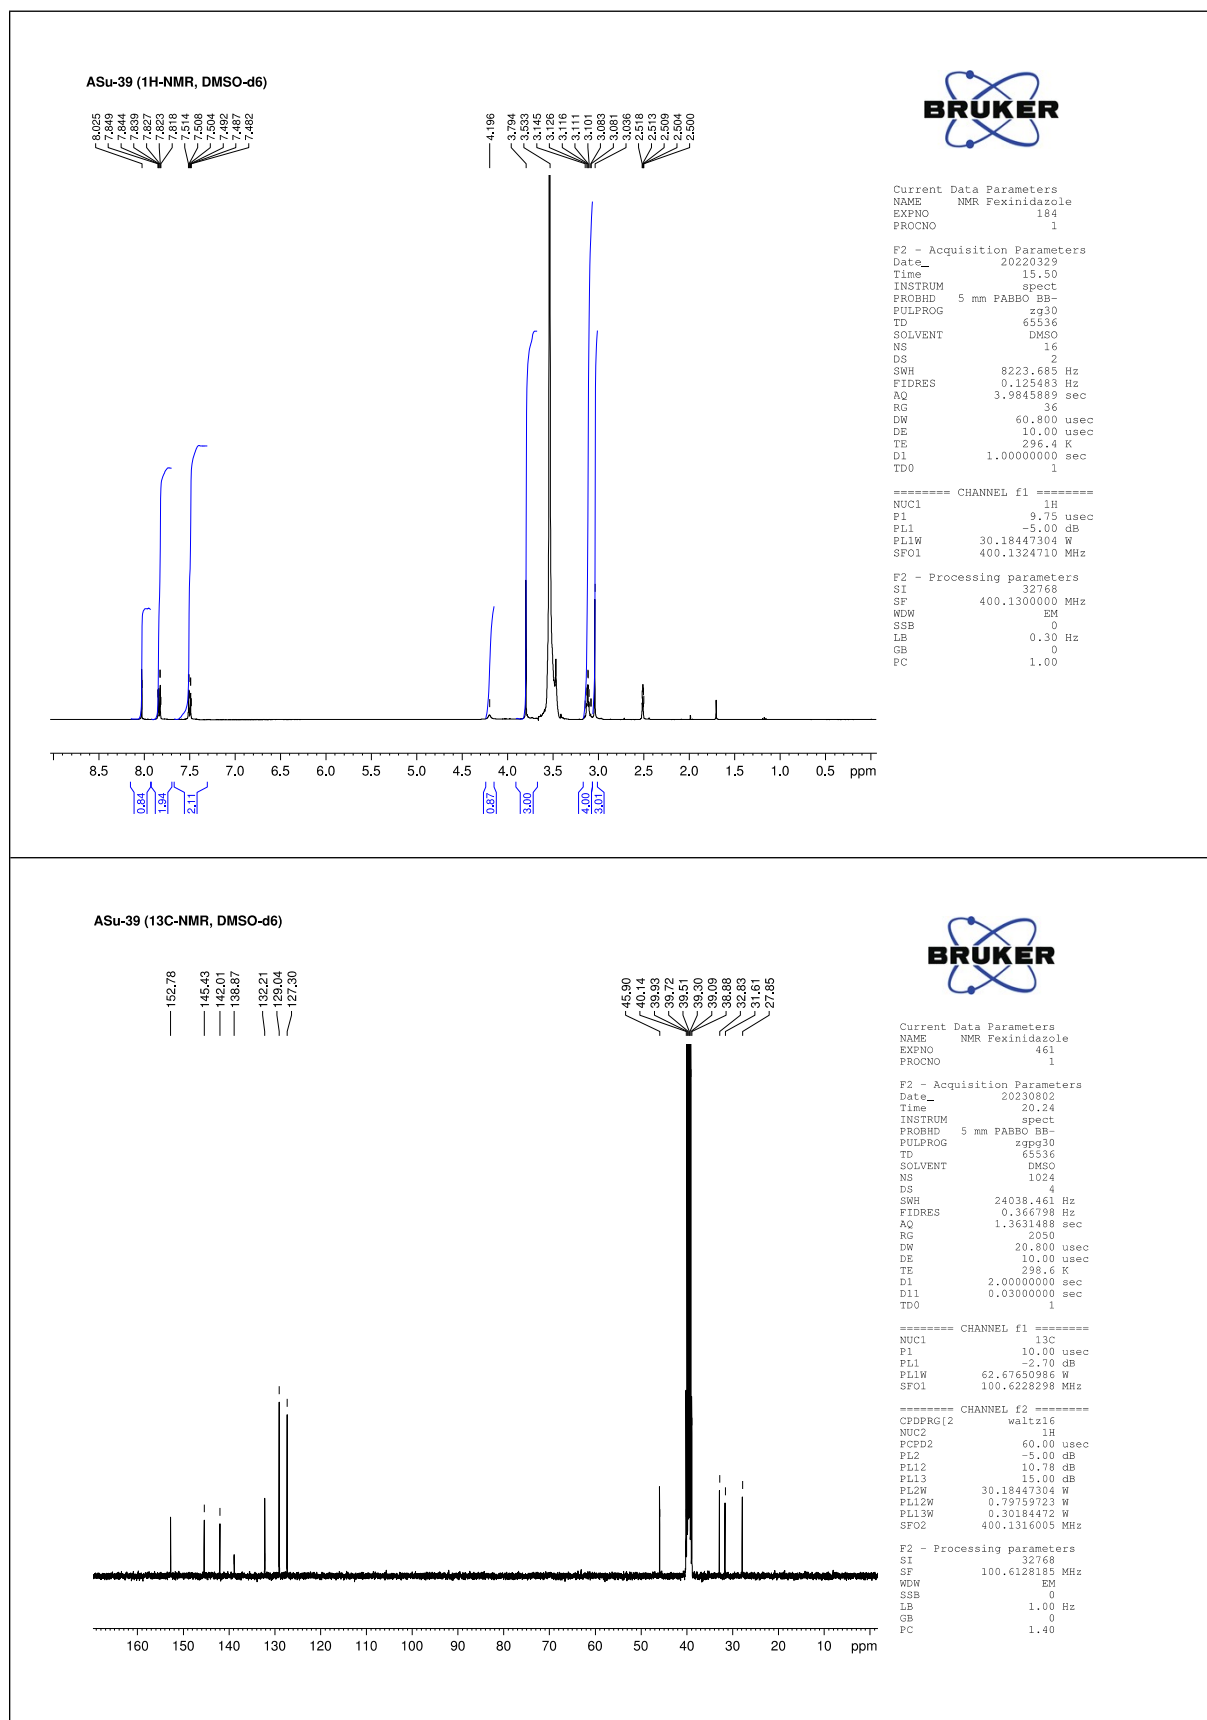 ASu-39 (1H-NMR, DMSO-d6)
8.025
7.849
7.844
7.839
7.827
7.823
7.818
7.514
7.508
7.504
7.492
7.487
7.482
4.196
3.794
3.533
3.145
3.126
3.116
3.111
3.101
3.083
3.081
3.036
2.518
2.513
2.509
2.504
2.500
BRUKER
Current Data Parameters
NAME NMR Fexinidazole
EXPNO 184
PROCNO 1
F2 - Acquisition Parameters
Date_ 20220329
Time 15.50
INSTRUM spect
PROBHD 5 mm PABBO BB-
PULPROG zg30
TD 65536
SOLVENT DMSO
NS 16
DS 2
SWH 8223.685 Hz
FIDRES 0.125483 Hz
AQ 3.9845889 sec
RG 36
DW 60.800 usec
DE 10.00 usec
TE 296.4 K
D1 1.00000000 sec
TD0 1
======== CHANNEL f1 ========
NUC1 1H
P1 9.75 usec
PL1 -5.00 dB
PL1W 30.18447304 W
SFO1 400.1324710 MHz
F2 - Processing parameters
SI 32768
SF 400.1300000 MHz
WDW EM
SSB 0
LB 0.30 Hz
GB 0
PC 1.00
8.5 8.0 7.5 7.0 6.5 6.0 5.5 5.0 4.5 4.0 3.5 3.0 2.5 2.0 1.5 1.0 0.5 ppm
0.84
1.94
2.11
0.87
3.00
4.00
3.01
ASu-39 (13C-NMR, DMSO-d6)
152.78
145.43
142.01
138.87
132.21
129.04
127.30
45.90
40.14
39.93
39.72
39.51
39.30
39.09
38.88
32.83
31.61
27.85
BRUKER
Current Data Parameters
NAME NMR Fexinidazole
EXPNO 461
PROCNO 1
F2 - Acquisition Parameters
Date_ 20230802
Time 20.24
INSTRUM spect
PROBHD 5 mm PABBO BB-
PULPROG zgpg30
TD 65536
SOLVENT DMSO
NS 1024
DS 4
SWH 24038.461 Hz
FIDRES 0.366798 Hz
AQ 1.3631488 sec
RG 2050
DW 20.800 usec
DE 10.00 usec
TE 298.6 K
D1 2.00000000 sec
D11 0.03000000 sec
TD0 1
======== CHANNEL f1 ========
NUC1 13C
P1 10.00 usec
PL1 -2.70 dB
PL1W 62.67650986 W
SFO1 100.6228298 MHz
======== CHANNEL f2 ========
CPDPRG[2 waltz16
NUC2 1H
PCPD2 60.00 usec
PL2 -5.00 dB
PL12 10.78 dB
PL13 15.00 dB
PL2W 30.18447304 W
PL12W 0.79759723 W
PL13W 0.30184472 W
SFO2 400.1316005 MHz
F2 - Processing parameters
SI 32768
SF 100.6128185 MHz
WDW EM
SSB 0
LB 1.00 Hz
GB 0
PC 1.40
160 150 140 130 120 110 100 90 80 70 60 50 40 30 20 10 ppm